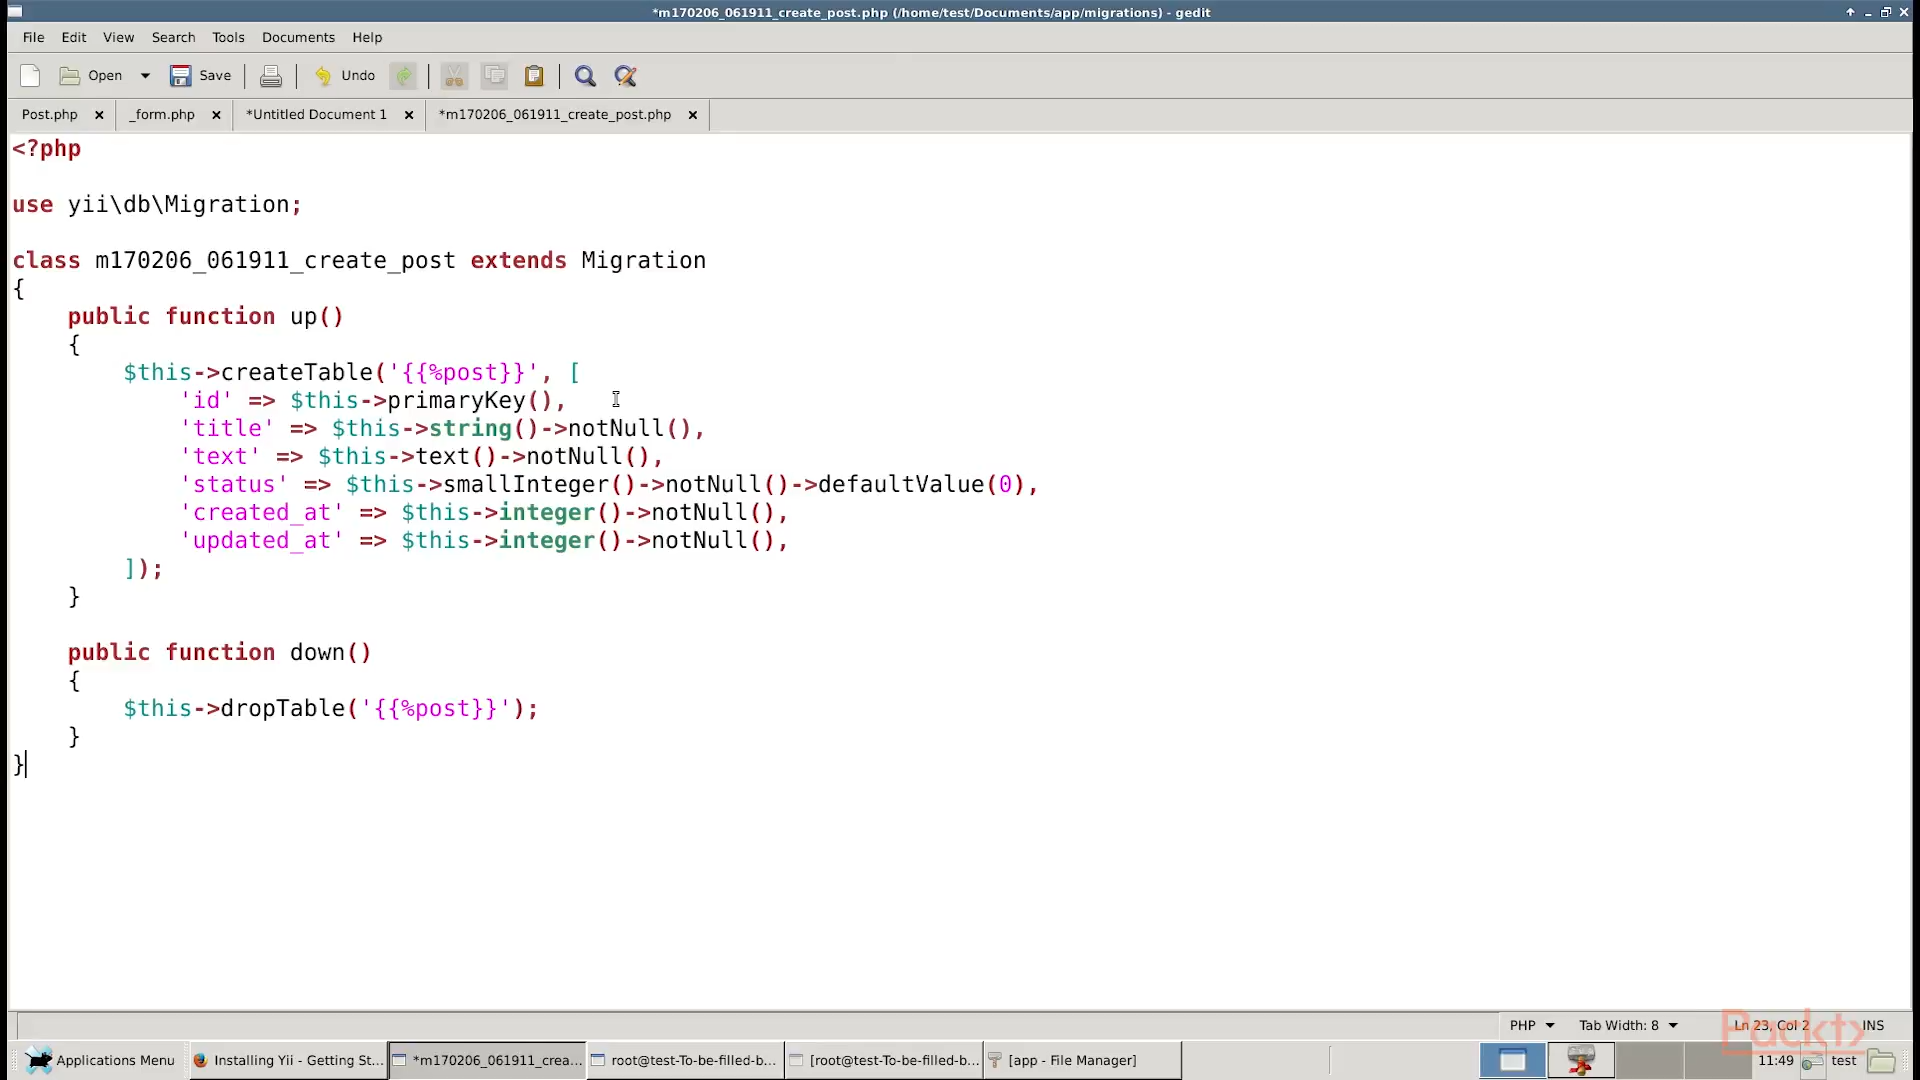 *m170206_061911_create_post.php (/home/test/Documents/app/migrations) - gedit
File Edit View Search Tools Documents Help
Open Save Undo
Post.php _form.php *Untitled Document 1 *m170206_061911_create_post.php
<?php
use yii\db\Migration;
class m170206_061911_create_post extends Migration
{
    public function up()
    {
        $this->createTable('{{%post}}', [
            'id' => $this->primaryKey(),
            'title' => $this->string()->notNull(),
            'text' => $this->text()->notNull(),
            'status' => $this->smallInteger()->notNull()->defaultValue(0),
            'created_at' => $this->integer()->notNull(),
            'updated_at' => $this->integer()->notNull(),
        ]);
    }
    public function down()
    {
        $this->dropTable('{{%post}}');
    }
}
PHP Tab Width: 8 Ln 23, Col 2 INS
Packt>
Applications Menu Installing Yii - Getting St... *m170206_061911_crea... root@test-To-be-filled-b... [root@test-To-be-filled-b... [app - File Manager] 11:49 test